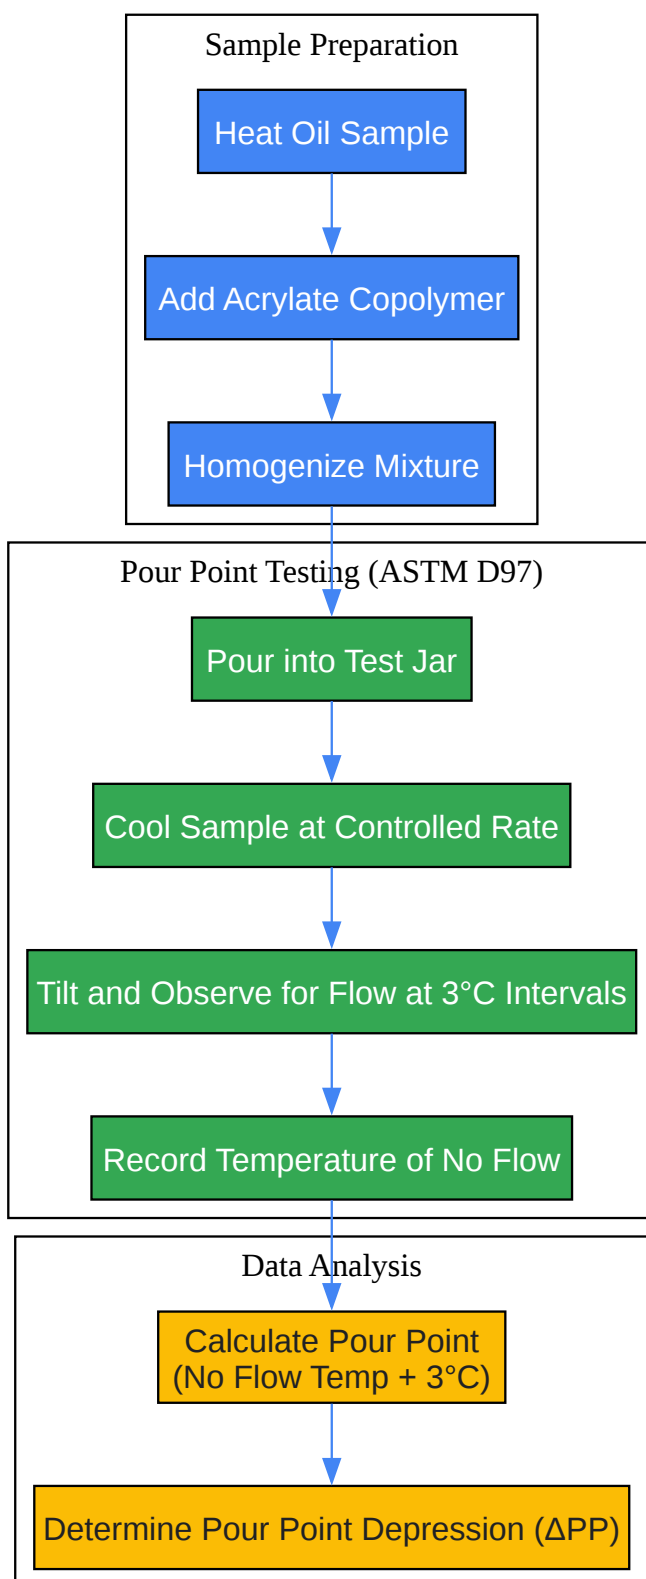 Sample Preparation
Heat Oil Sample
Add Acrylate Copolymer
Homogenize Mixture
Pour Point Testing (ASTM D97)
Pour into Test Jar
Cool Sample at Controlled Rate
Tilt and Observe for Flow at 3°C Intervals
Record Temperature of No Flow
Data Analysis
Calculate Pour Point
(No Flow Temp + 3°C)
Determine Pour Point Depression (ΔPP)